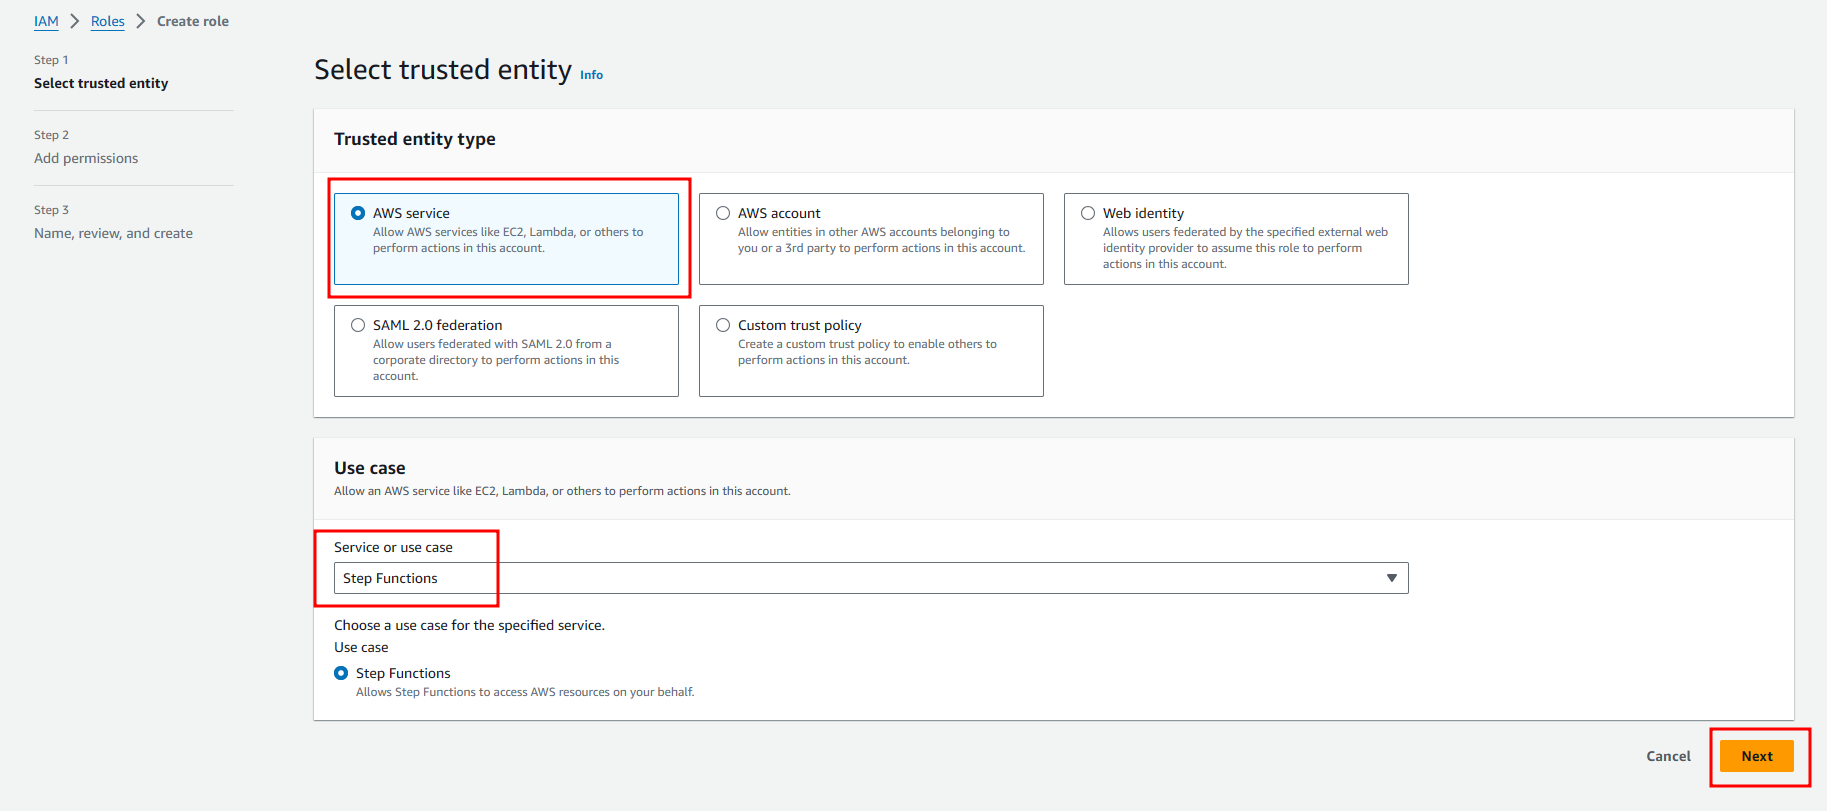 IAM > Roles > Create role
Step 1
Select trusted entity
Step 2
Add permissions
Step 3
Name, review, and create
Select trusted entity Info
Trusted entity type
AWS service
Allow AWS services like EC2, Lambda, or others to
perform actions in this account.
AWS account
Allow entities in other AWS accounts belonging to
you or a 3rd party to perform actions in this account.
Web identity
Allows users federated by the specified external web
identity provider to assume this role to perform
actions in this account.
SAML 2.0 federation
Allow users federated with SAML 2.0 from a
corporate directory to perform actions in this
account.
Custom trust policy
Create a custom trust policy to enable others to
perform actions in this account.
Use case
Allow an AWS service like EC2, Lambda, or others to perform actions in this account.
Service or use case
Step Functions
Choose a use case for the specified service.
Use case
Step Functions
Allows Step Functions to access AWS resources on your behalf.
Cancel
Next